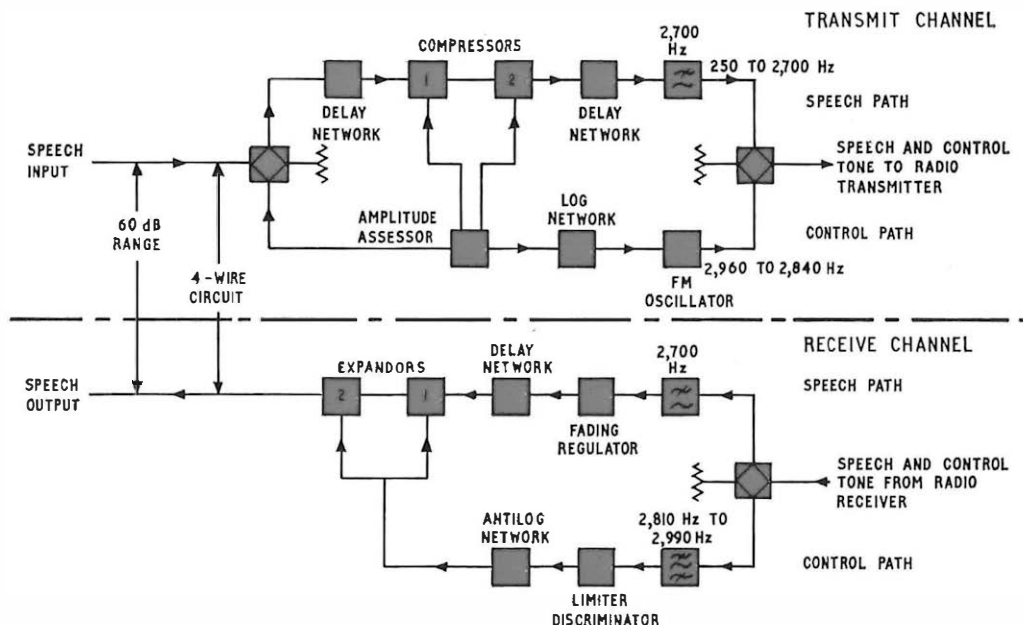 TRANSMIT CHANNEL
COMPRESSORS
2,700
Hz
1
2
250 TO 2,700 Hz
DELAY
NETWORK
DELAY
NETWORK
SPEECH PATH
SPEECH
INPUT
SPEECH AND CONTROL
TONE TO RADIO
TRANSMITTER
60 dB
RANGE
AMPLITUDE
ASSESSOR
LOG
NETWORK
CONTROL PATH
4-WIRE
CIRCUIT
2,960 TO 2,840 Hz
FM
OSCILLATOR
RECEIVE CHANNEL
EXPANDORS
DELAY
NETWORK
2,700
Hz
SPEECH
OUTPUT
2
1
SPEECH PATH
FADING
REGULATOR
SPEECH AND CONTROL
TONE FROM RADIO
RECEIVER
ANTILOG
NETWORK
2,810 Hz TO
2,990 Hz
CONTROL PATH
LIMITER
DISCRIMINATOR